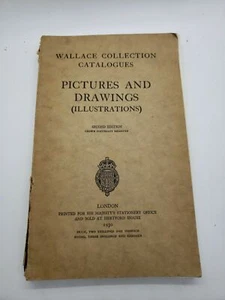 WALLACE COLLECTION
CATALOGUES
PICTURES AND
DRAWINGS
(ILLUSTRATIONS)
SECOND EDITION
LONDON
PRINTED FOR HIS MAJESTY'S STATIONERY OFFICE
AND SOLD AT HERTFORD HOUSE
1930